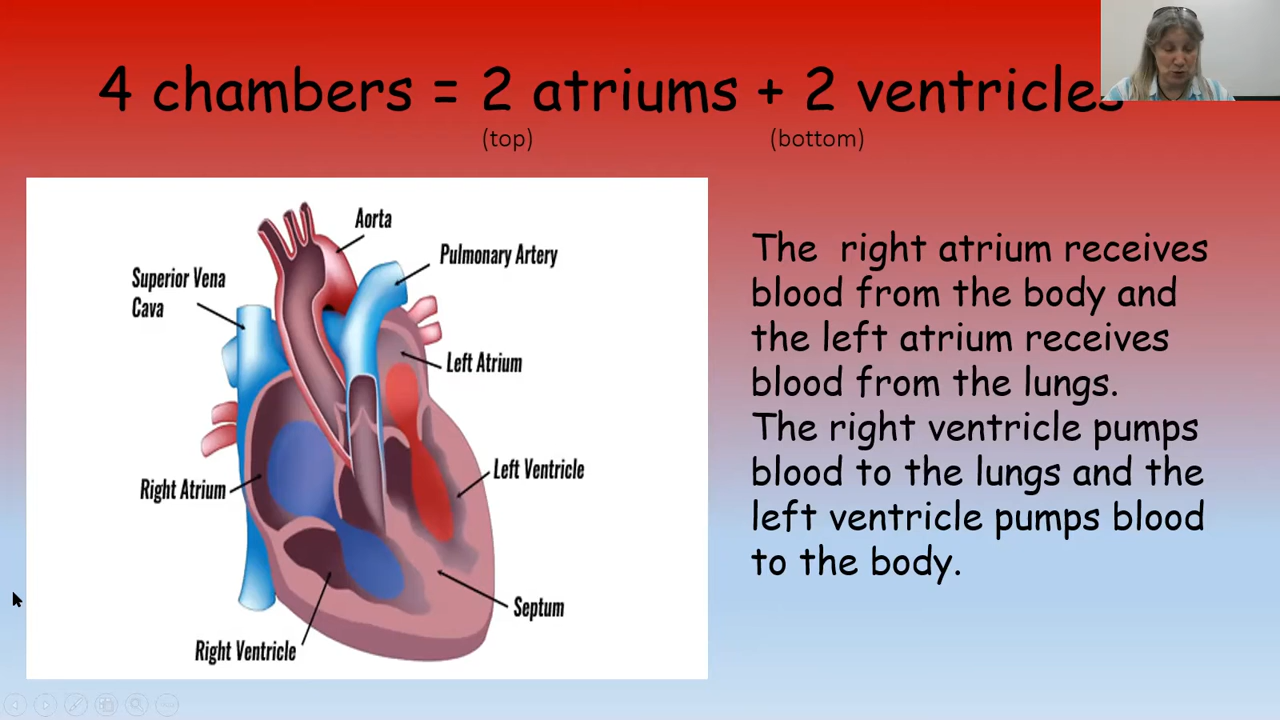 4 chambers = 2 atriums + 2 ventricles
(top) (bottom)
Aorta
Pulmonary Artery
Superior Vena
Cava
Left Atrium
Left Ventricle
Right Atrium
Septum
Right Ventricle
The right atrium receives
blood from the body and
the left atrium receives
blood from the lungs.
The right ventricle pumps
blood to the lungs and the
left ventricle pumps blood
to the body.